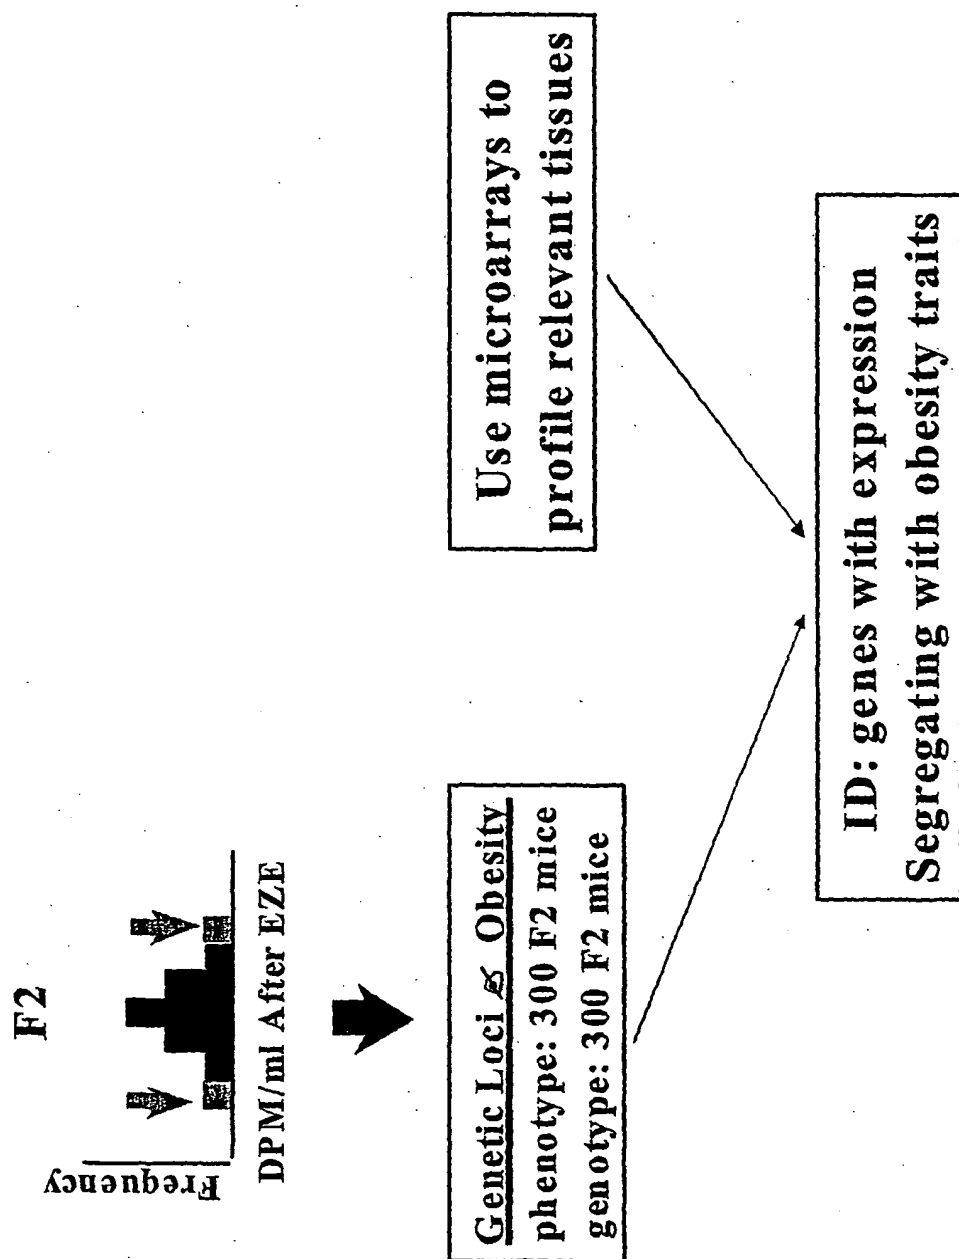 F2
Frequency
DPM/ml After EZE
Genetic Loci & Obesity
phenotype: 300 F2 mice
genotype: 300 F2 mice
Use microarrays to
profile relevant tissues
ID: genes with expression
Segregating with obesity traits